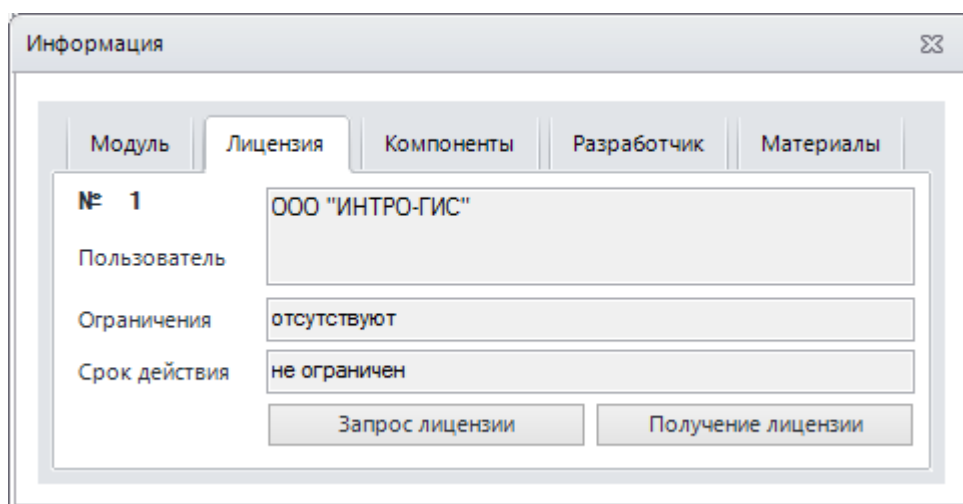 Информация
Модуль Лицензия Компоненты Разработчик Материалы
№ 1 ООО "ИНТРО-ГИС"
Пользователь
Ограничения отсутствуют
Срок действия не ограничен
Запрос лицензии Получение лицензии